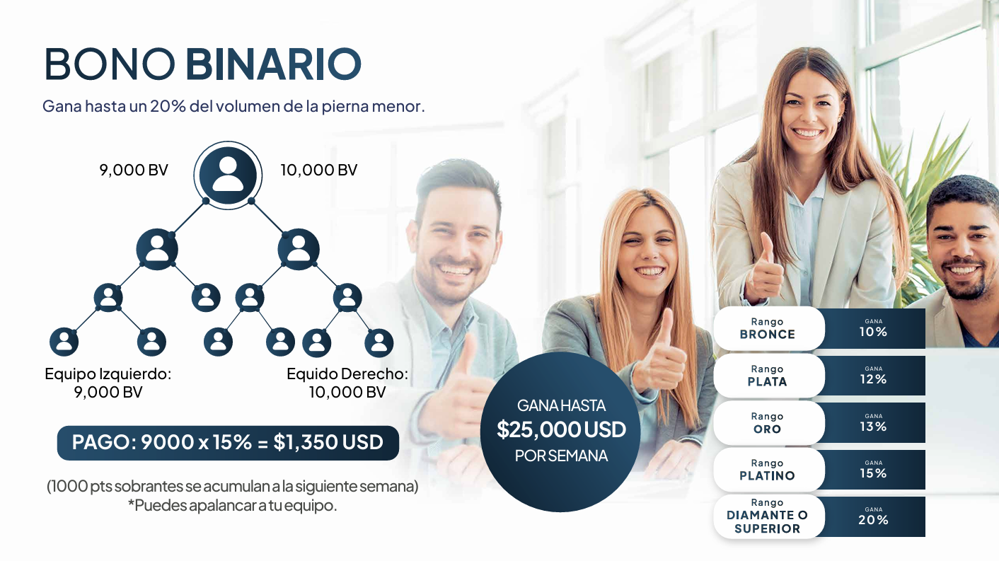 BONO BINARIO
Gana hasta un 20% del volumen de la pierna menor.
9,000 BV
10,000 BV
Equipo Izquierdo:
9,000 BV
Equido Derecho:
10,000 BV
PAGO: 9000 x 15% = $1,350 USD
(1000 pts sobrantes se acumulan a la siguiente semana)
*Puedes apalancar a tu equipo.
GANA HASTA
$25,000 USD
POR SEMANA
Rango
BRONCE
GANA
10%
Rango
PLATA
GANA
12%
Rango
ORO
GANA
13%
Rango
PLATINO
GANA
15%
Rango
DIAMANTE O
SUPERIOR
GANA
20%